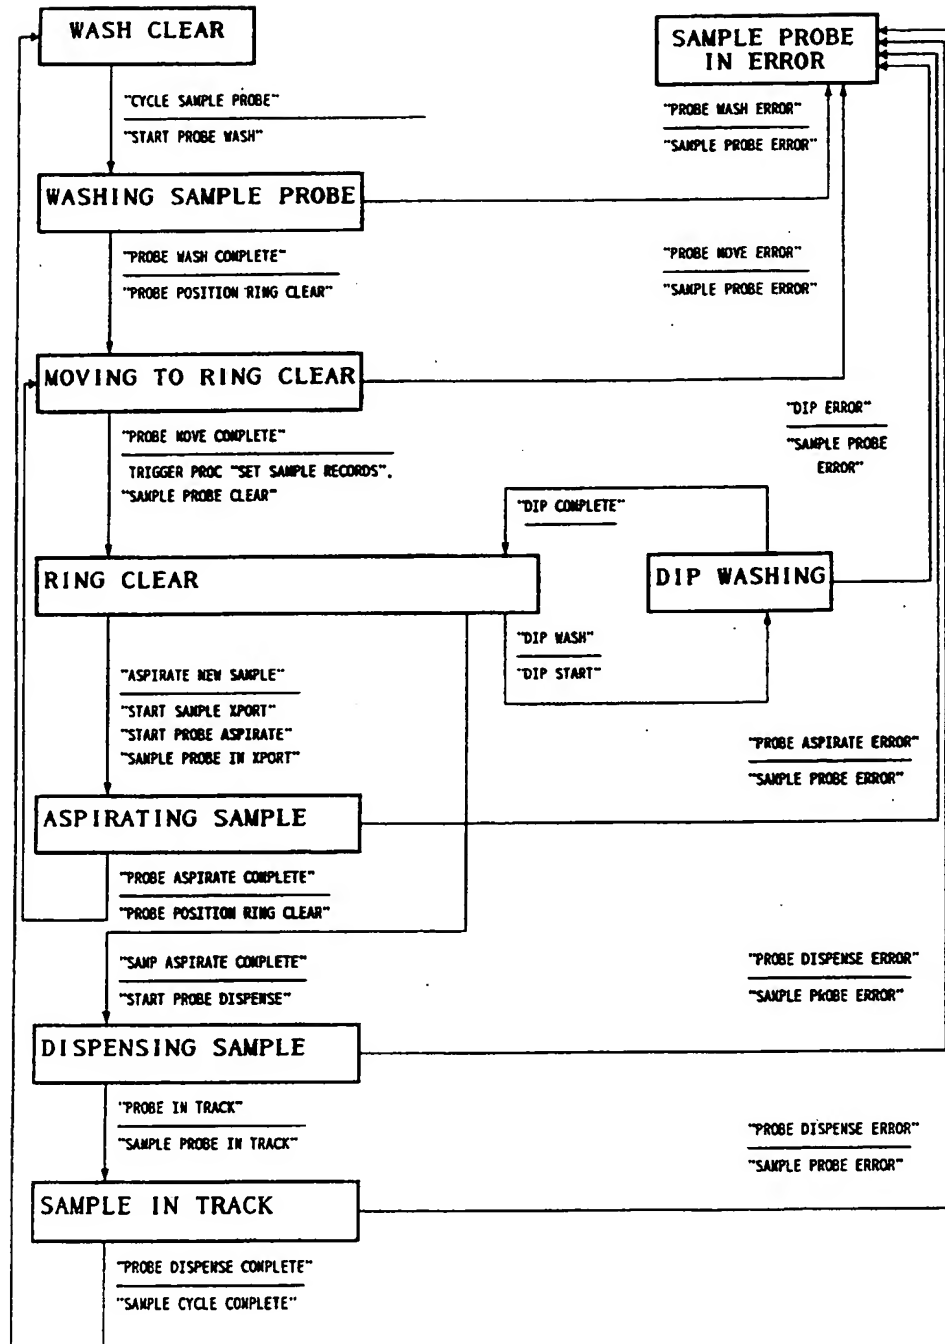 WASH CLEAR
SAMPLE PROBE
IN ERROR
"CYCLE SAMPLE PROBE"
"START PROBE WASH"
"PROBE WASH ERROR"
"SAMPLE PROBE ERROR"
WASHING SAMPLE PROBE
"PROBE WASH COMPLETE"
"PROBE POSITION RING CLEAR"
"PROBE MOVE ERROR"
"SAMPLE PROBE ERROR"
MOVING TO RING CLEAR
"PROBE MOVE COMPLETE"
TRIGGER PROC "SET SAMPLE RECORDS".
"SAMPLE PROBE CLEAR"
"DIP ERROR"
"SAMPLE PROBE
ERROR"
"DIP COMPLETE"
RING CLEAR
DIP WASHING
"DIP WASH"
"DIP START"
"ASPIRATE NEW SAMPLE"
"START SAMPLE XPORT"
"START PROBE ASPIRATE"
"SAMPLE PROBE IN XPORT"
"PROBE ASPIRATE ERROR"
"SAMPLE PROBE ERROR"
ASPIRATING SAMPLE
"PROBE ASPIRATE COMPLETE"
"PROBE POSITION RING CLEAR"
"SAMP ASPIRATE COMPLETE"
"START PROBE DISPENSE"
"PROBE DISPENSE ERROR"
"SAMPLE PROBE ERROR"
DISPENSING SAMPLE
"PROBE IN TRACK"
"SAMPLE PROBE IN TRACK"
"PROBE DISPENSE ERROR"
"SAMPLE PROBE ERROR"
SAMPLE IN TRACK
"PROBE DISPENSE COMPLETE"
"SAMPLE CYCLE COMPLETE"